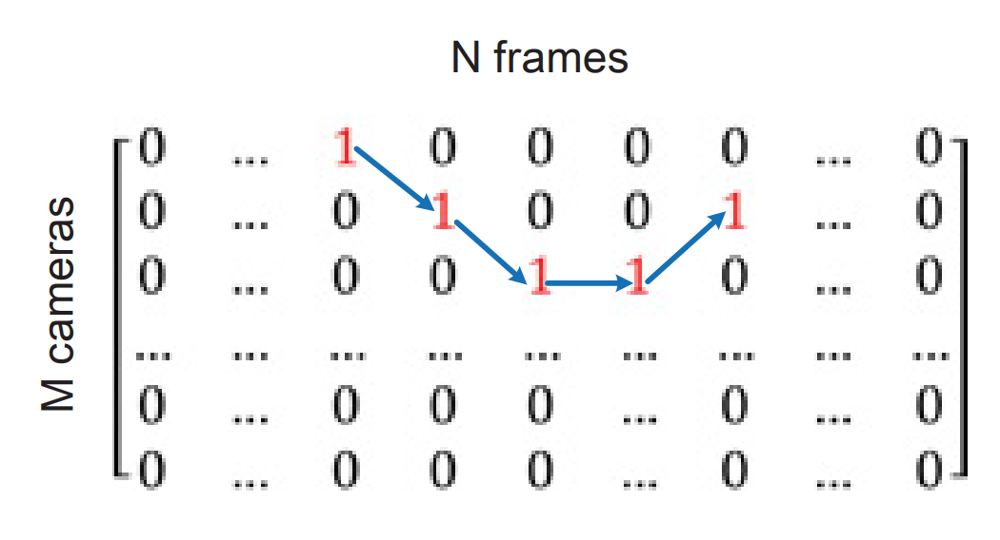 N frames
M cameras
0 ... 1 0 0 0 0 ... 0
0 ... 0 1 0 0 1 ... 0
0 ... 0 0 1 1 0 ... 0
... ... ... ... ... ... ... ... ...
0 ... 0 0 0 ... 0 ... 0
0 ... 0 0 0 ... 0 ... 0